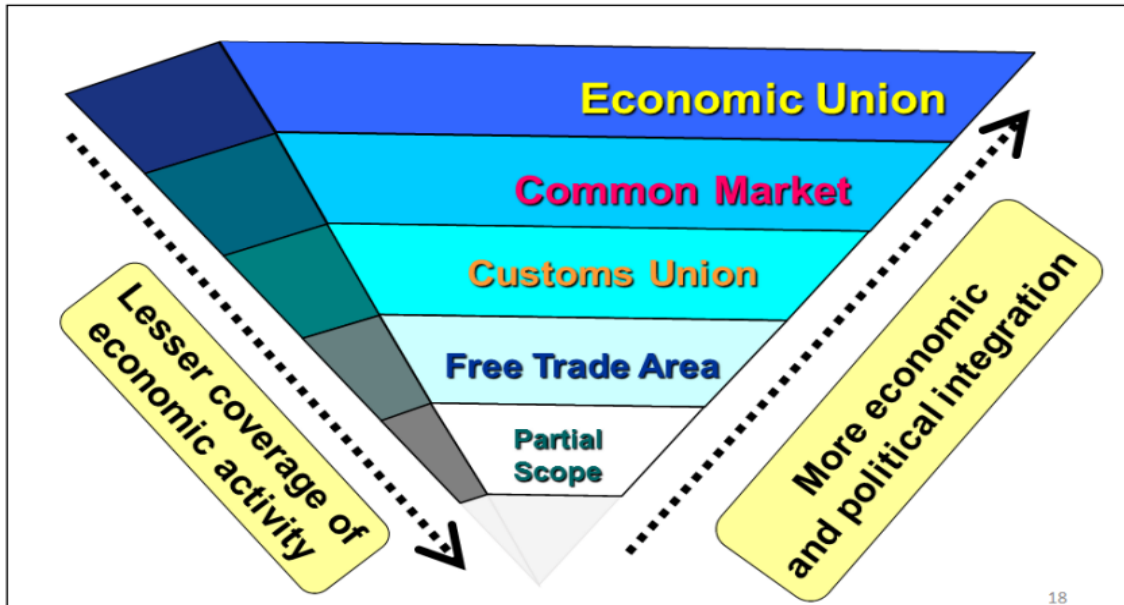 Economic Union
Common Market
Customs Union
Free Trade Area
Partial
Scope
Lesser coverage of
economic activity
More economic
and political integration
18